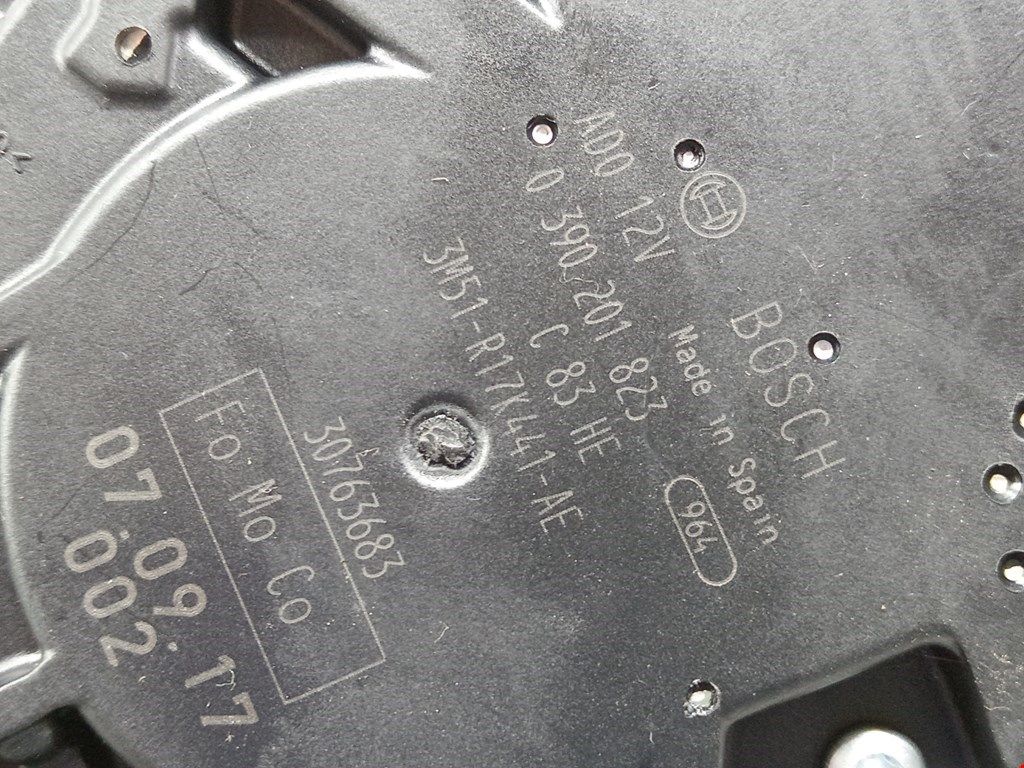 BOSCH
Made in Spain
964
ADO 12V
0 390 201 823
C 83 HE
3M51-R17K441-AE
30763683
Fo Mo Co
07.09.17
002